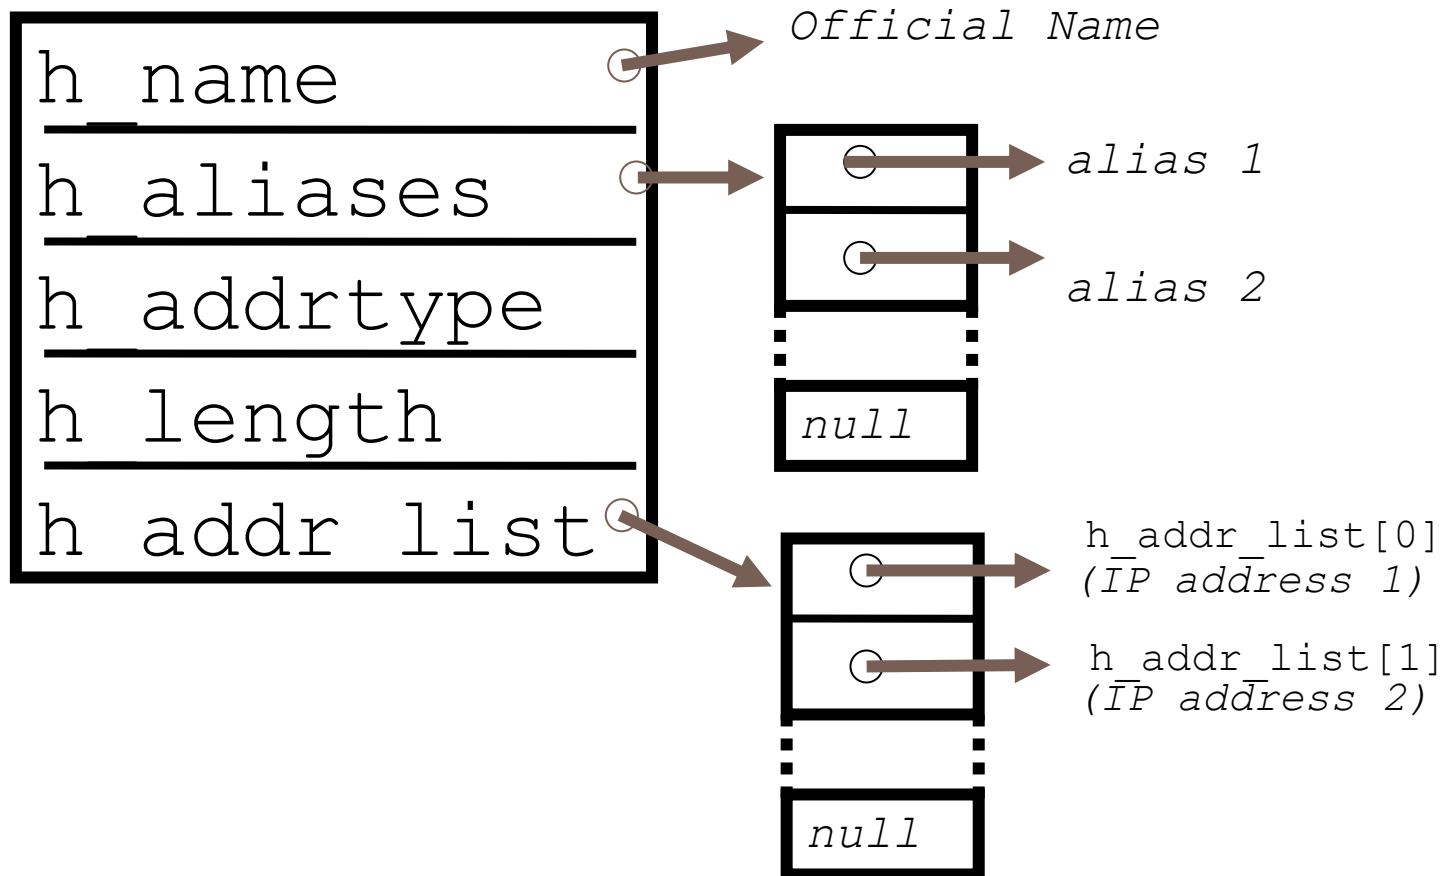 h_name
h_aliases
h_addrtype
h_length
h_addr_list
Official Name
alias 1
alias 2
null
h_addr_list[0]
(IP address 1)
h_addr_list[1]
(IP address 2)
null